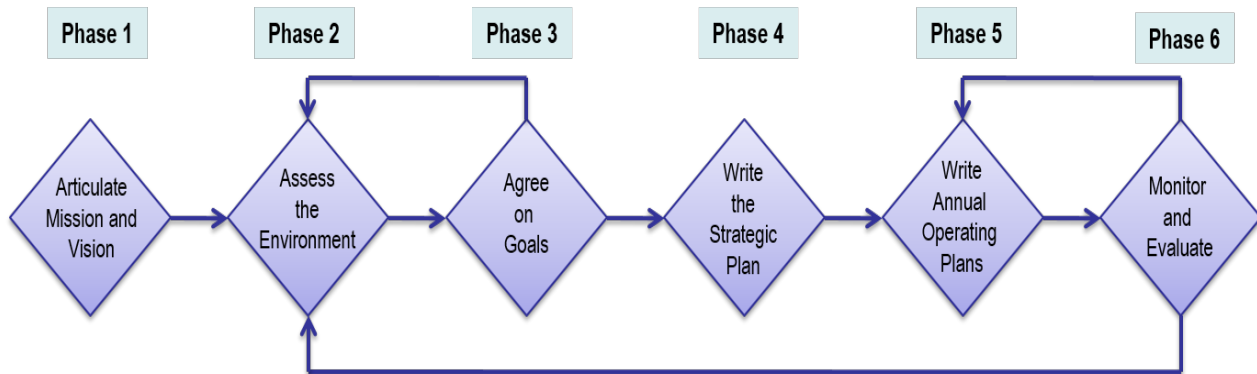 Phase 1
Phase 2
Phase 3
Phase 4
Phase 5
Phase 6
Articulate
Mission and
Vision
Assess
the
Environment
Agree
on
Goals
Write
the
Strategic
Plan
Write
Annual
Operating
Plans
Monitor
and
Evaluate